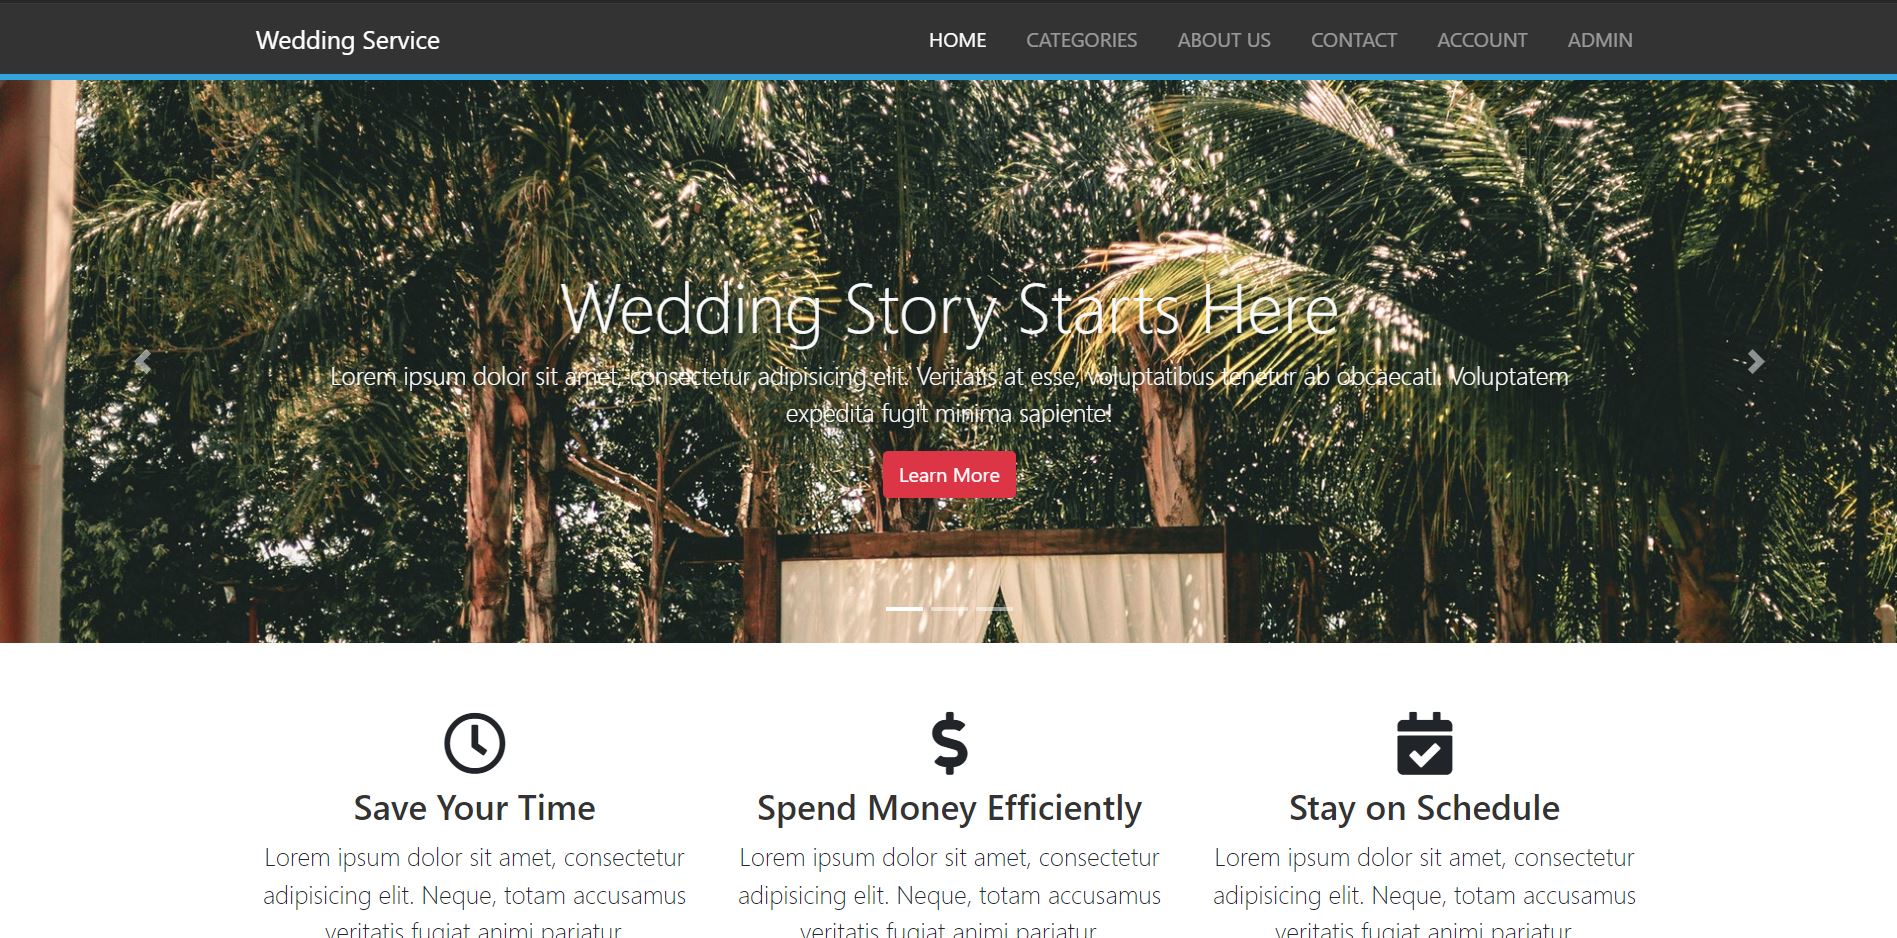 Wedding Service
HOME CATEGORIES ABOUT US CONTACT ACCOUNT ADMIN
Wedding Story Starts Here
Lorem ipsum dolor sit amet, consectetur adipisicing elit. Veritatis at esse, voluptatibus tenetur ab obcaecati. Voluptatem
expedita fugit minima sapiente!
Learn More
Save Your Time
Lorem ipsum dolor sit amet, consectetur
adipisicing elit. Neque, totam accusamus
veritatis fugiat animi pariatur
Spend Money Efficiently
Lorem ipsum dolor sit amet, consectetur
adipisicing elit. Neque, totam accusamus
veritatis fugiat animi pariatur
Stay on Schedule
Lorem ipsum dolor sit amet, consectetur
adipisicing elit. Neque, totam accusamus
veritatis fugiat animi pariatur